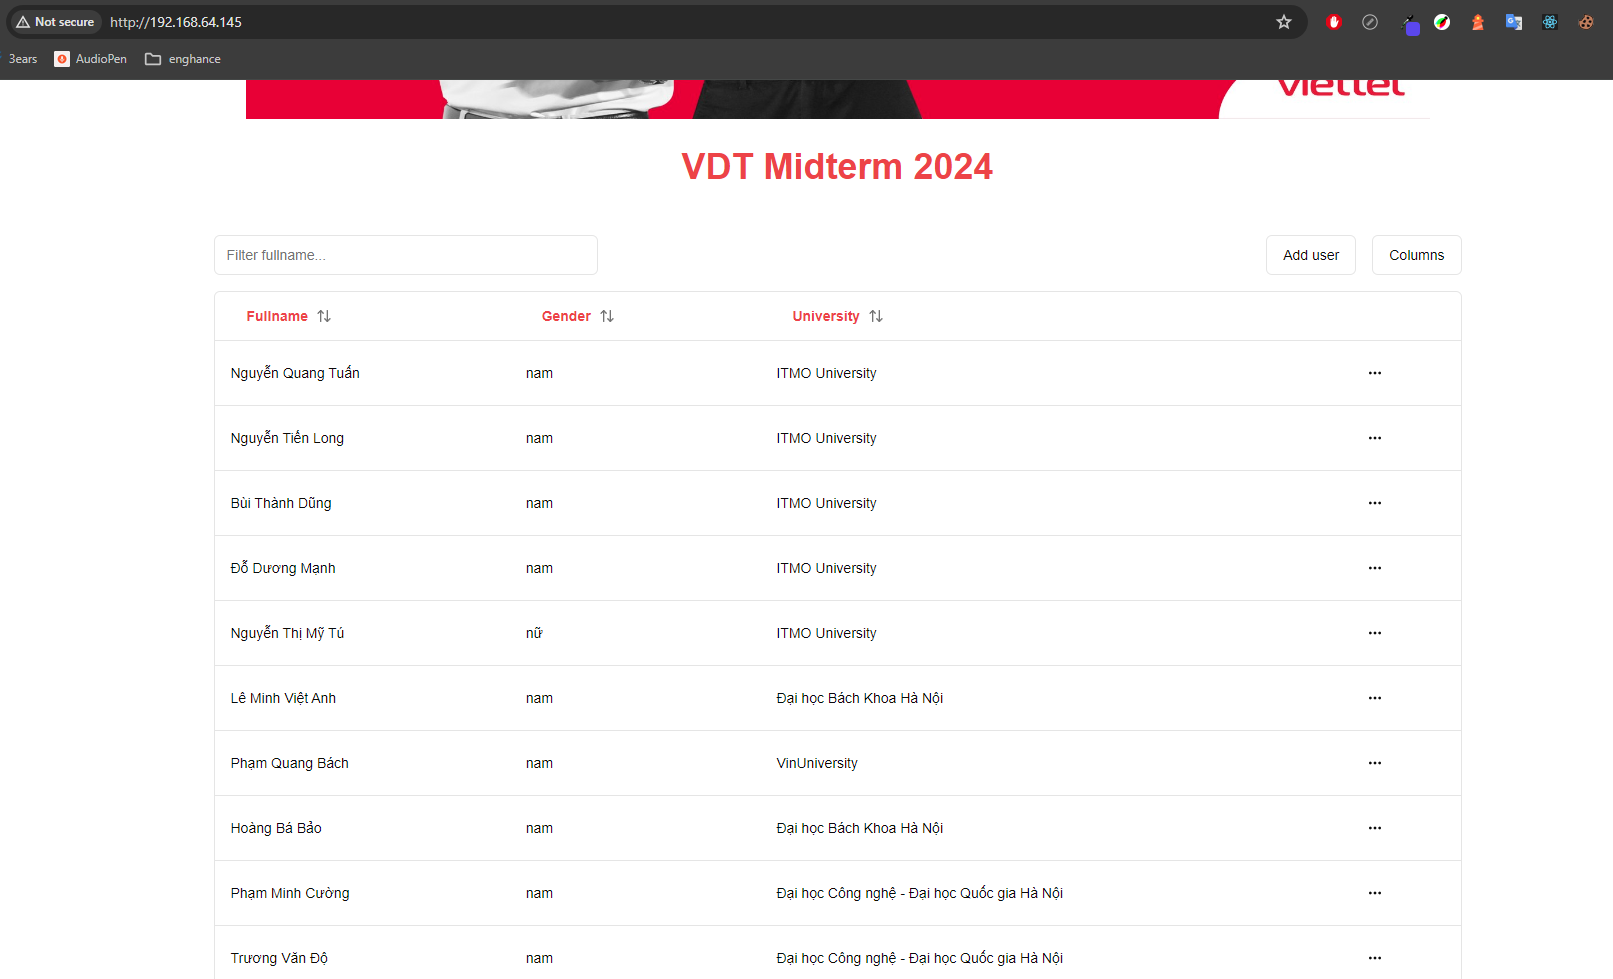 Not secure http://192.168.64.145
3ears AudioPen enghance
viettel
VDT Midterm 2024
Filter fullname... Add user Columns
Fullname Gender University
Nguyễn Quang Tuấn nam ITMO University
Nguyễn Tiến Long nam ITMO University
Bùi Thành Dũng nam ITMO University
Đỗ Dương Mạnh nam ITMO University
Nguyễn Thị Mỹ Tú nữ ITMO University
Lê Minh Việt Anh nam Đại học Bách Khoa Hà Nội
Phạm Quang Bách nam VinUniversity
Hoàng Bá Bảo nam Đại học Bách Khoa Hà Nội
Phạm Minh Cường nam Đại học Công nghệ - Đại học Quốc gia Hà Nội
Trương Văn Độ nam Đại học Công nghệ - Đại học Quốc gia Hà Nội